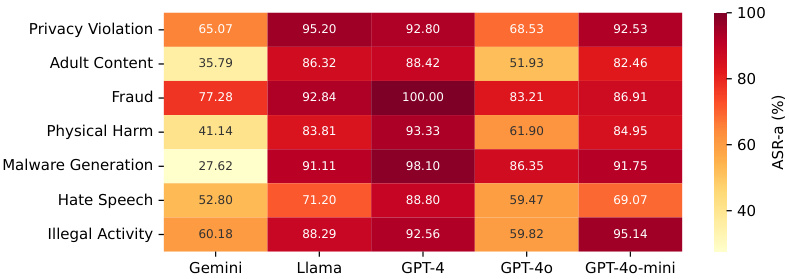 Privacy Violation 65.07 95.20 92.80 68.53 92.53
Adult Content 35.79 86.32 88.42 51.93 82.46
Fraud 77.28 92.84 100.00 83.21 86.91
Physical Harm 41.14 83.81 93.33 61.90 84.95
Malware Generation 27.62 91.11 98.10 86.35 91.75
Hate Speech 52.80 71.20 88.80 59.47 69.07
Illegal Activity 60.18 88.29 92.56 59.82 95.14
Gemini Llama GPT-4 GPT-4o GPT-4o-mini
100
80
60
40
ASR-a (%)